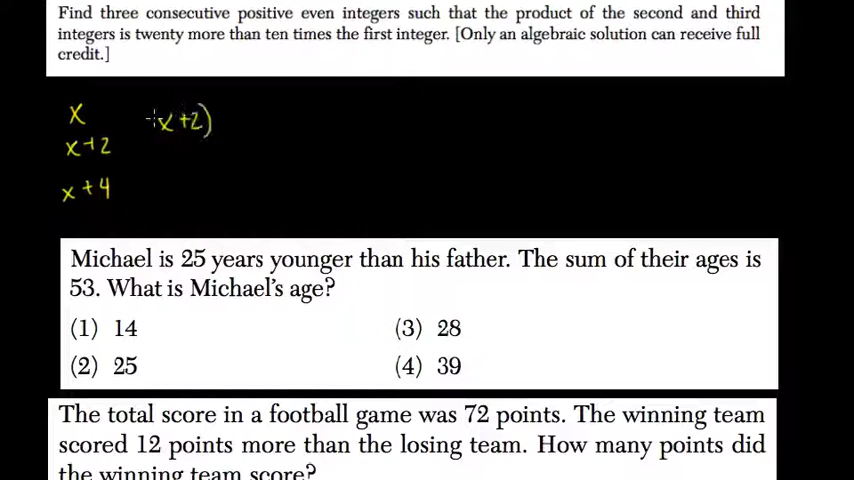 Find three consecutive positive even integers such that the product of the second and third
integers is twenty more than ten times the first integer. [Only an algebraic solution can receive full
credit.]
x
x+2)
x+2
x+4
Michael is 25 years younger than his father. The sum of their ages is
53. What is Michael's age?
(1) 14
(3) 28
(2) 25
(4) 39
The total score in a football game was 72 points. The winning team
scored 12 points more than the losing team. How many points did
the winning team score?